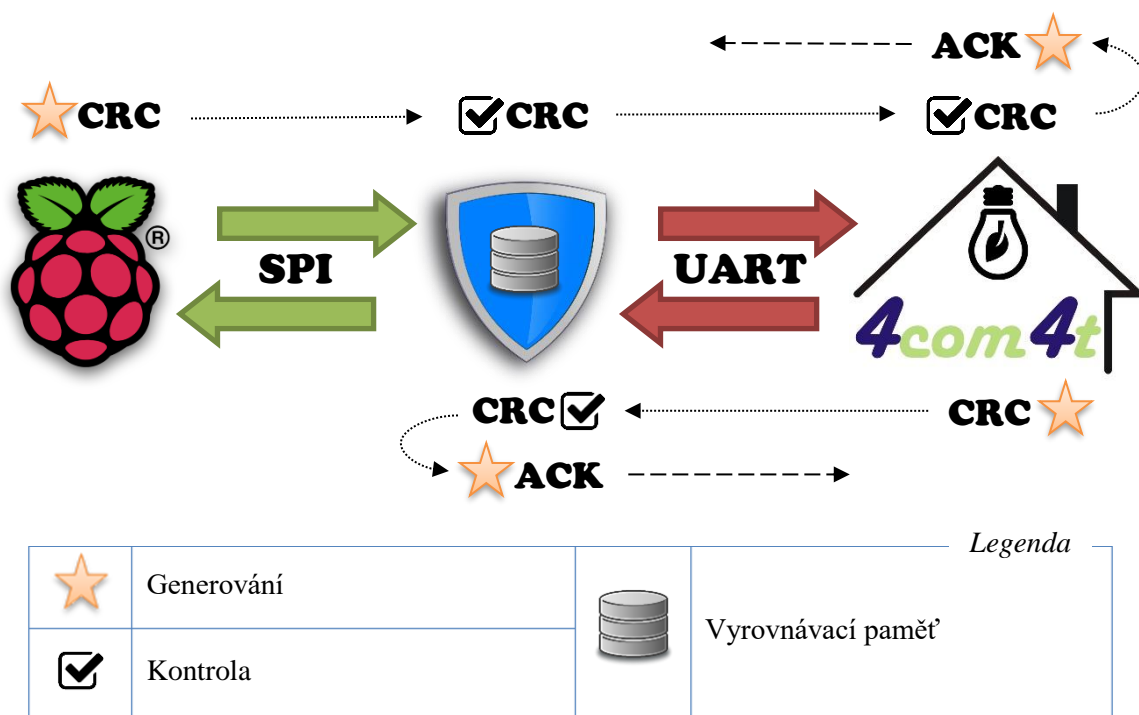 ACK
CRC
CRC
CRC
®
SPI
UART
4com4t
CRC
CRC
ACK
Legenda
Generování
Vyrovnávací paměť
Kontrola